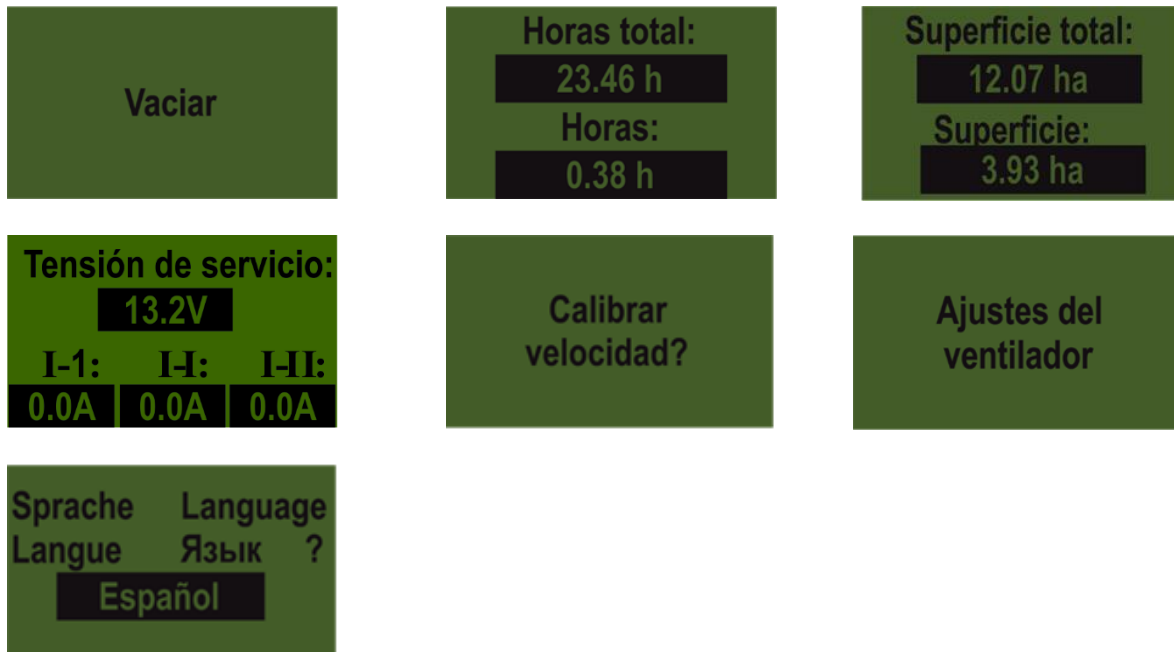 Vaciar
Horas total:
23.46 h
Horas:
0.38 h
Superficie total:
12.07 ha
Superficie:
3.93 ha
Tensión de servicio:
13.2V
I-1: I-I: I-II:
0.0A 0.0A 0.0A
Calibrar
velocidad?
Ajustes del
ventilador
Sprache Language
Langue Язык ?
Español